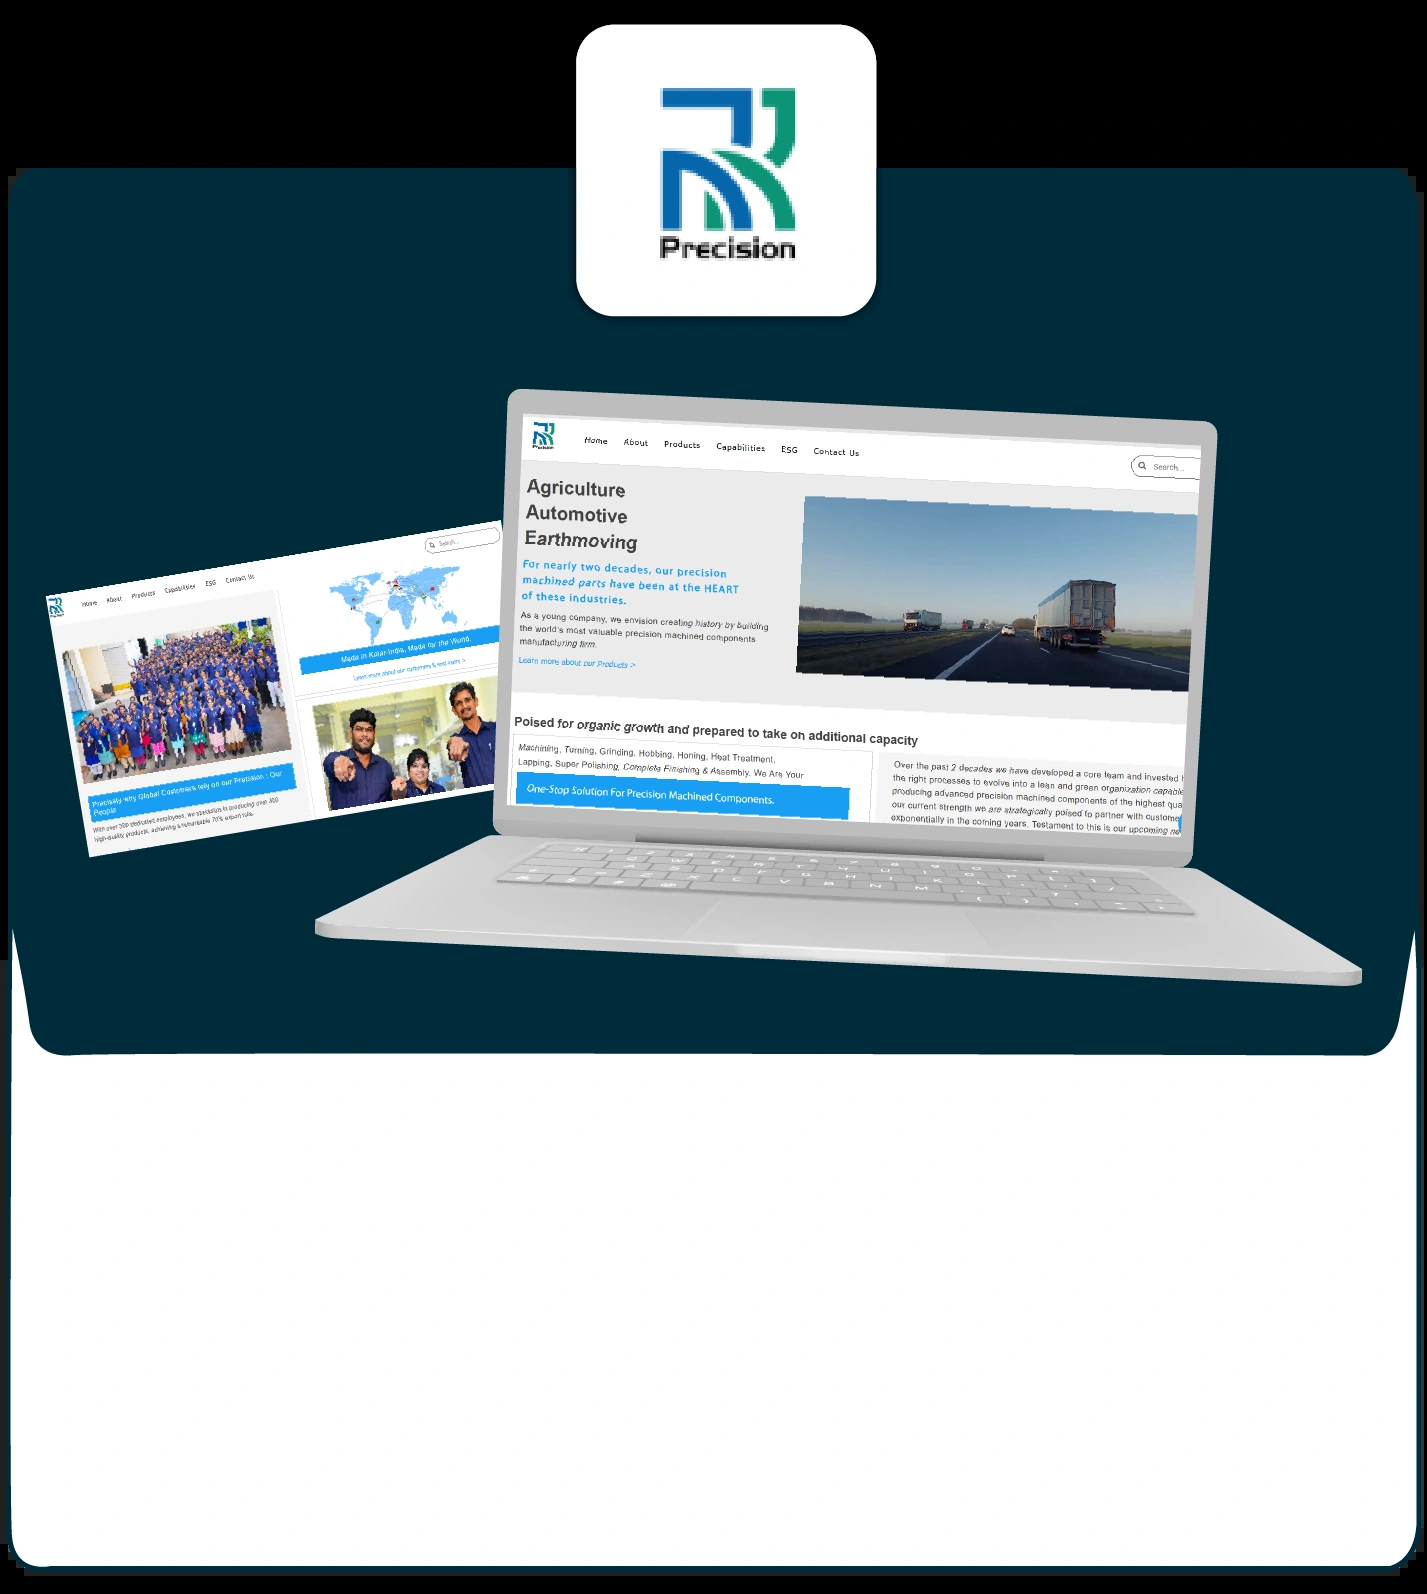 Precision
Home About Products Capabilities ESG Contact Us
Search...
Agriculture
Automotive
Earthmoving
For nearly two decades, our precision
machined parts have been at the HEART
of these industries.
As a young company, we envision creating history by building
the world's most valuable precision machined components
manufacturing firm.
Learn more about our Products >
Poised for organic growth and prepared to take on additional capacity
Machining, Turning, Grinding, Hobbing, Honing, Heat Treatment,
Lapping, Super Polishing, Complete Finishing & Assembly. We Are Your
One-Stop Solution For Precision Machined Components.
Over the past 2 decades we have developed a core team and invested
the right processes to evolve into a lean and green organization capable
producing advanced precision machined components of the highest qua
our current strength we are strategically poised to partner with custome
exponentially in the coming years. Testament to this is our upcoming
Home About Products Capabilities ESG Contact Us
Search...
Made in Kolar-India, Made for the World.
Learn more about our customers & end users >
Precisely why Global Customers rely on our Precision : Our
People
With over 700 dedicated employees, we specialize in producing over 400
high-quality products, achieving a remarkable 70% export ratio.